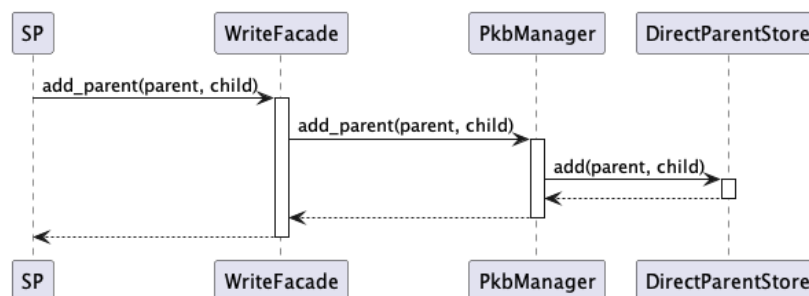 SP WriteFacade PkbManager DirectParentStore
add_parent(parent, child)
add_parent(parent, child)
add(parent, child)
SP WriteFacade PkbManager DirectParentStore